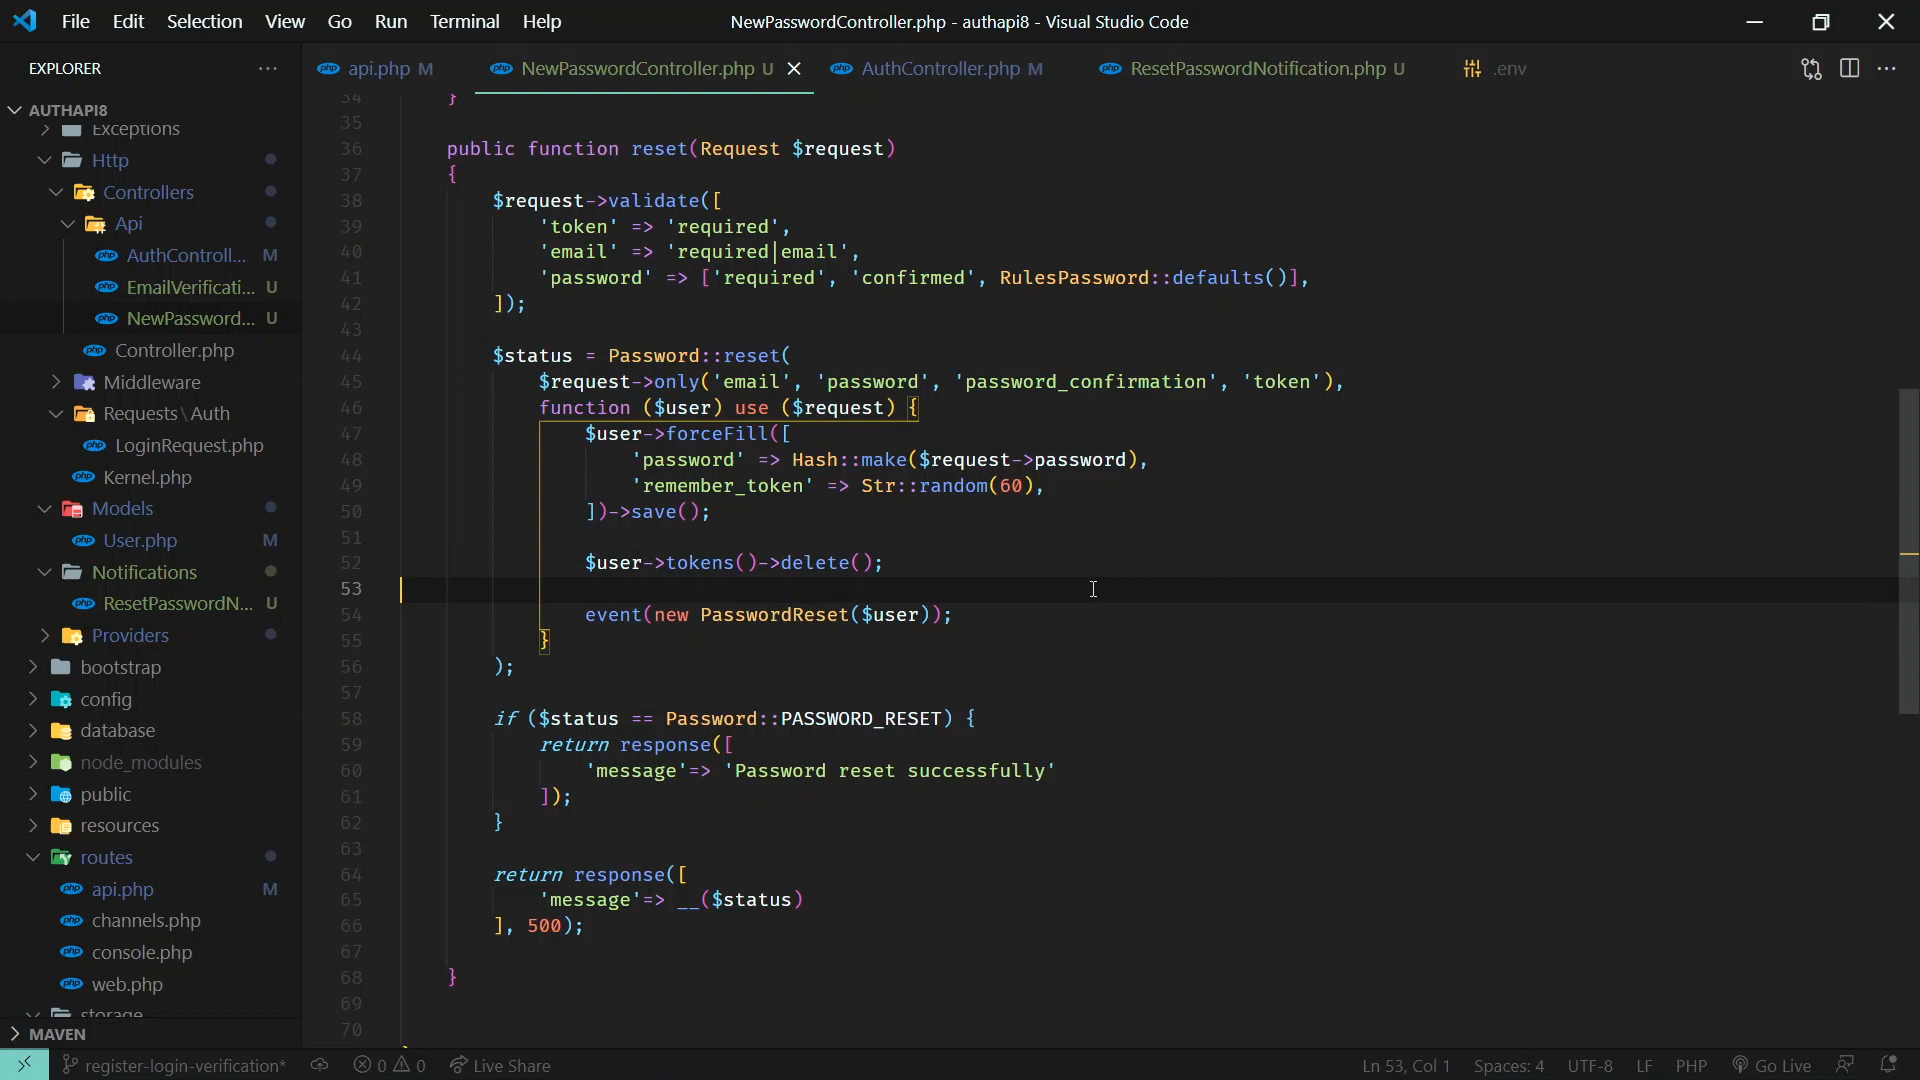 File Edit Selection View Go Run Terminal Help
NewPasswordController.php - authapi8 - Visual Studio Code
EXPLORER
AUTHAPI8
Exceptions
Http
Controllers
Api
AuthControll... M
EmailVerificati... U
NewPassword... U
Controller.php
Middleware
Requests\Auth
LoginRequest.php
Kernel.php
Models
User.php M
Notifications
ResetPasswordN... U
Providers
bootstrap
config
database
node_modules
public
resources
routes
api.php M
channels.php
console.php
web.php
storage
MAVEN
api.php M
NewPasswordController.php U
AuthController.php M
ResetPasswordNotification.php U
.env
34 }
35
36 public function reset(Request $request)
37 {
38 $request->validate([
39 'token' => 'required',
40 'email' => 'required|email',
41 'password' => ['required', 'confirmed', RulesPassword::defaults()],
42 ]);
43
44 $status = Password::reset(
45 $request->only('email', 'password', 'password_confirmation', 'token'),
46 function ($user) use ($request) {
47 $user->forceFill([
48 'password' => Hash::make($request->password),
49 'remember_token' => Str::random(60),
50 ])->save();
51
52 $user->tokens()->delete();
53
54 event(new PasswordReset($user));
55 }
56 );
57
58 if ($status == Password::PASSWORD_RESET) {
59 return response([
60 'message'=> 'Password reset successfully'
61 ]);
62 }
63
64 return response([
65 'message'=> __($status)
66 ], 500);
67
68 }
69
70
register-login-verification* 0 0 Live Share
Ln 53, Col 1 Spaces: 4 UTF-8 LF PHP Go Live